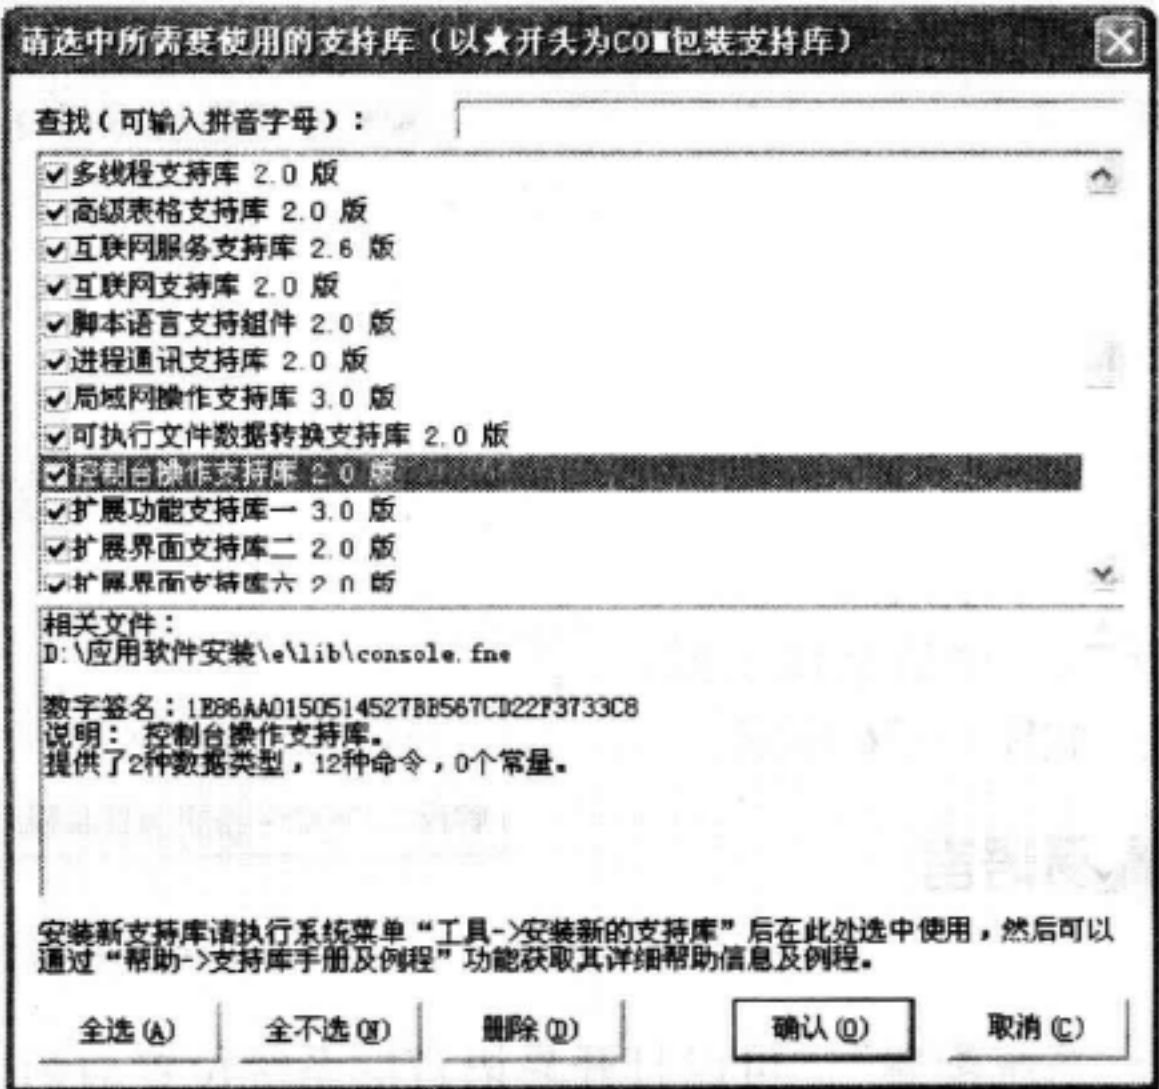 请选中所需要使用的支持库（以★开头为COM包装支持库）
查找(可输入拼音字母)：
多线程支持库 2.0 版
高级表格支持库 2.0 版
互联网服务支持库 2.6 版
互联网支持库 2.0 版
脚本语言支持组件 2.0 版
进程通讯支持库 2.0 版
局域网操作支持库 3.0 版
可执行文件数据转换支持库 2.0 版
控制台操作支持库 2.0 版
扩展功能支持库一 3.0 版
扩展界面支持库二 2.0 版
扩展界面支持库六 2.0 版
相关文件：
D:\应用软件安装\e\lib\console.fne
数字签名：1E86AA0150514527BB567CD22F3733C8
说明： 控制台操作支持库。
提供了2种数据类型，12种命令，0个常量。
安装新支持库请执行系统菜单“工具->安装新的支持库”后在此处选中使用，然后可以
通过“帮助->支持库手册及例程”功能获取其详细帮助信息及例程。
全选(A) 全不选(N) 删除(D) 确认(O) 取消(C)